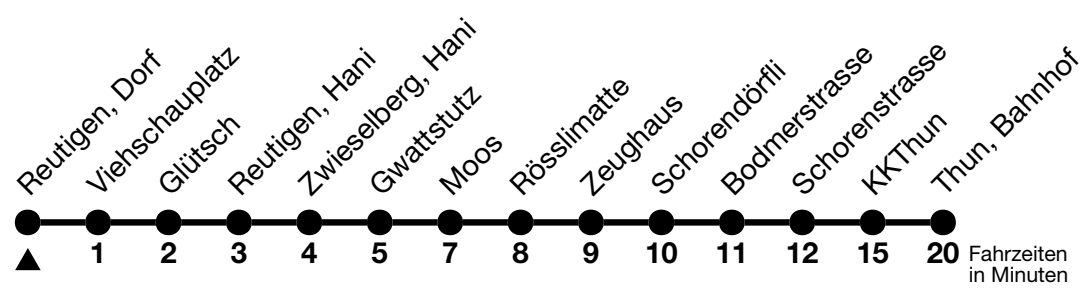 Reutigen, Dorf
Viehschauplatz
Glütsch
Reutigen, Hani
Zwieselberg, Hani
Gwattstutz
Moos
Rösslimatte
Zeughaus
Schorendörfli
Bodmerstrasse
Schorenstrasse
KKThun
Thun, Bahnhof
1 2 3 4 5 7 8 9 10 11 12 15 20
Fahrzeiten
in Minuten